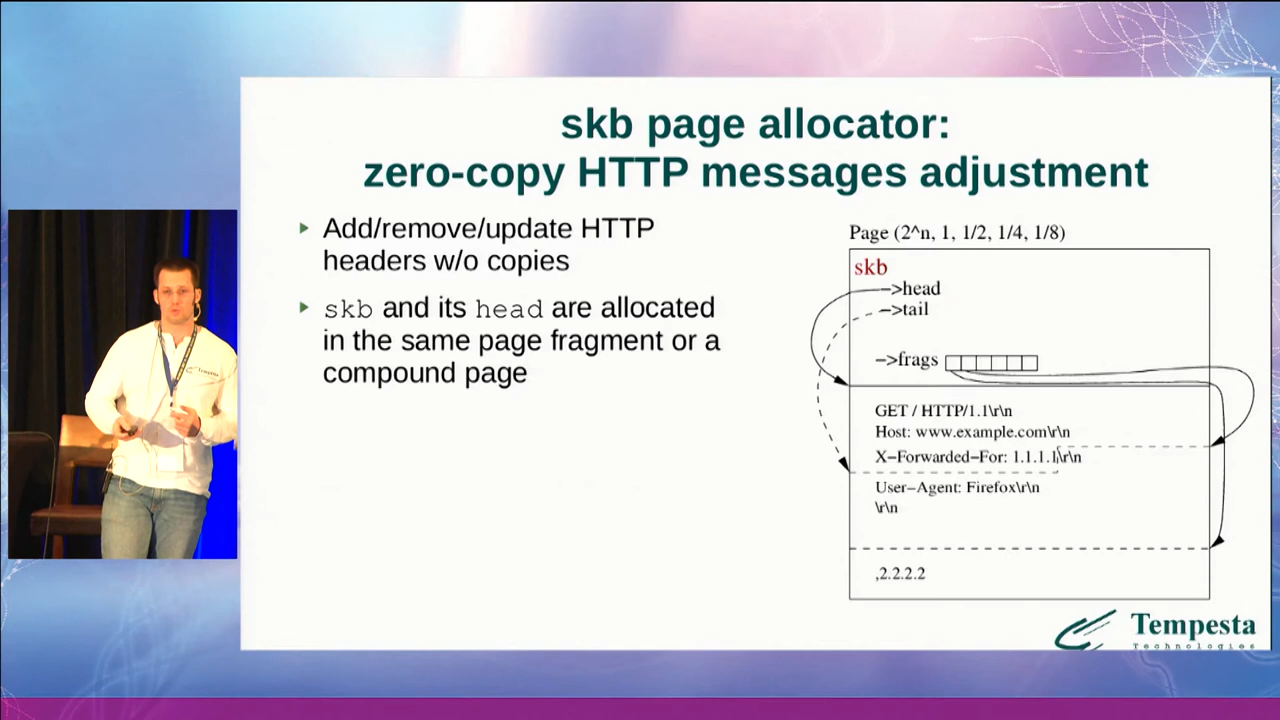 skb page allocator:
zero-copy HTTP messages adjustment
Add/remove/update HTTP
headers w/o copies
skb and its head are allocated
in the same page fragment or a
compound page
Page (2^n, 1, 1/2, 1/4, 1/8)
skb
−>head
−>tail
−>frags
GET / HTTP/1.1\r\n
Host: www.example.com\r\n
X−Forwarded−For: 1.1.1.1\r\n
User−Agent: Firefox\r\n
\r\n
,2.2.2.2
Tempesta
Technologies
Tempesta